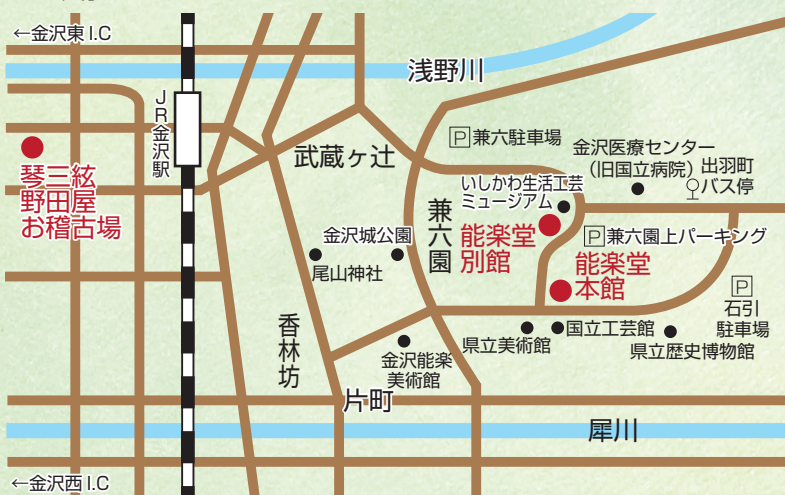 ←金沢東I.C
浅野川
JR金沢駅
P兼六駐車場
金沢医療センター
(旧国立病院)
出羽町
バス停
武蔵ヶ辻
琴三絃
野田屋
お稽古場
いしかわ生活工芸
ミュージアム
兼六園
能楽堂
別館
金沢城公園
尾山神社
P兼六園上パーキング
能楽堂
本館
P
石引
駐車場
香林坊
県立美術館
国立工芸館
県立歴史博物館
金沢能楽
美術館
片町
犀川
←金沢西I.C